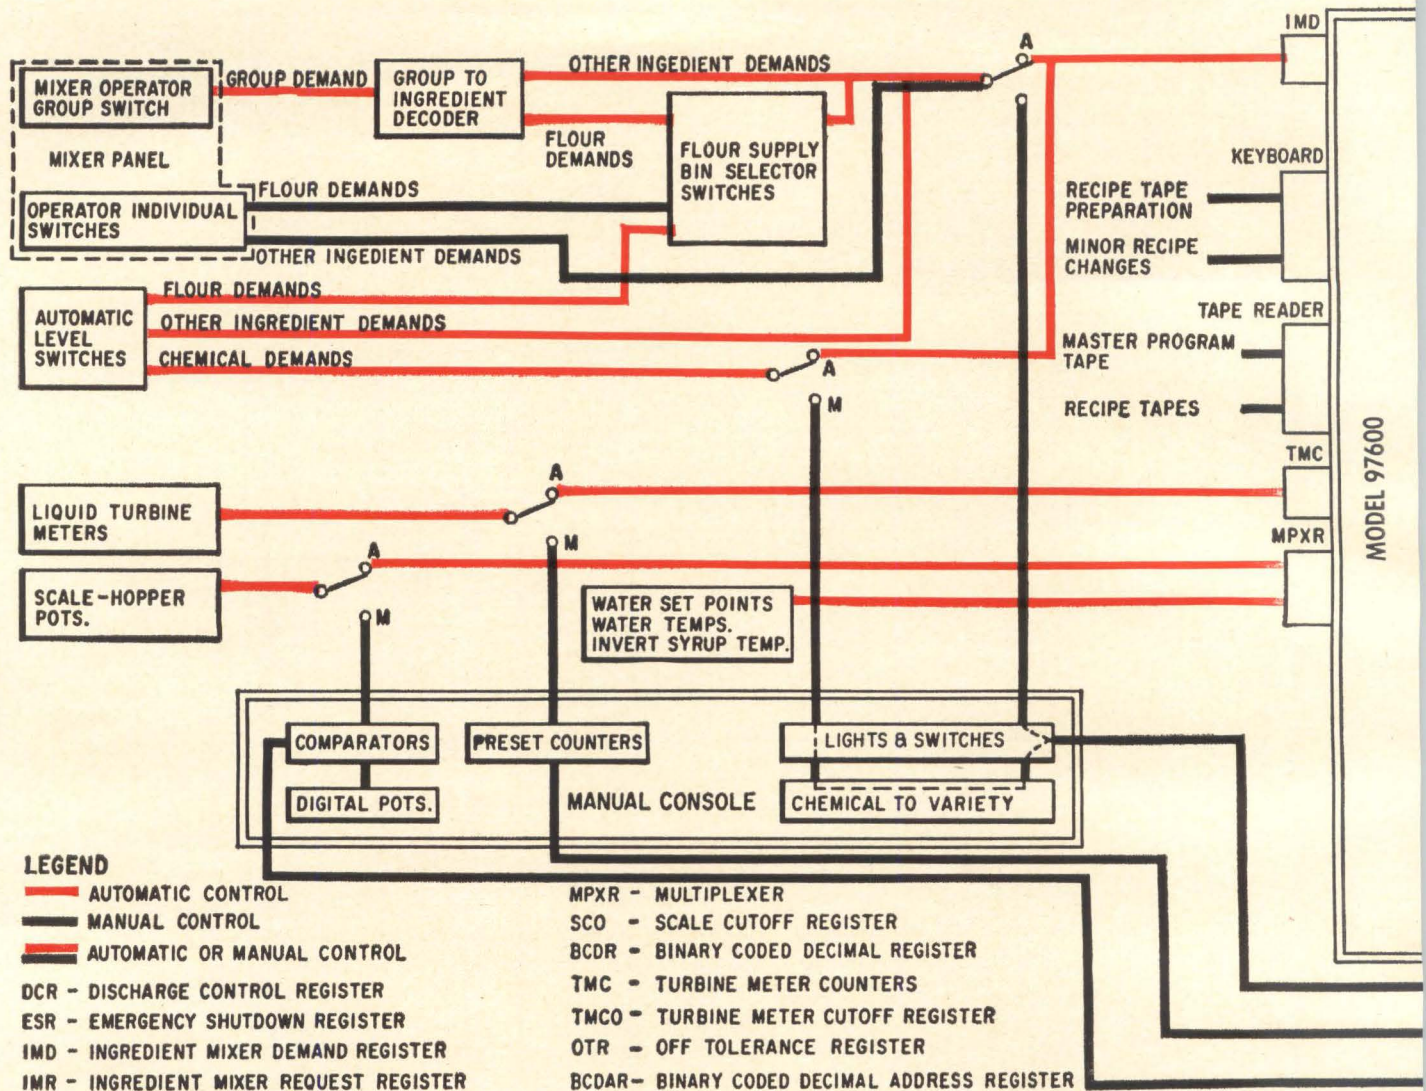 IMD
A
OTHER INGEDIENT DEMANDS
GROUP DEMAND
MIXER OPERATOR
GROUP SWITCH
GROUP TO
INGREDIENT
DECODER
FLOUR
DEMANDS
FLOUR SUPPLY
BIN SELECTOR
SWITCHES
MIXER PANEL
KEYBOARD
FLOUR DEMANDS
RECIPE TAPE
PREPARATION
OPERATOR INDIVIDUAL
SWITCHES
OTHER INGEDIENT DEMANDS
MINOR RECIPE
CHANGES
FLOUR DEMANDS
AUTOMATIC
LEVEL
SWITCHES
OTHER INGREDIENT DEMANDS
CHEMICAL DEMANDS
TAPE READER
MASTER PROGRAM
TAPE
A
M
RECIPE TAPES
MODEL 97600
TMC
A
LIQUID TURBINE
METERS
M
MPXR
A
SCALE-HOPPER
POTS.
M
WATER SET POINTS
WATER TEMPS.
INVERT SYRUP TEMP.
COMPARATORS
PRESET COUNTERS
LIGHTS & SWITCHES
DIGITAL POTS.
MANUAL CONSOLE
CHEMICAL TO VARIETY
LEGEND
AUTOMATIC CONTROL
MANUAL CONTROL
AUTOMATIC OR MANUAL CONTROL
DCR - DISCHARGE CONTROL REGISTER
ESR - EMERGENCY SHUTDOWN REGISTER
IMD - INGREDIENT MIXER DEMAND REGISTER
IMR - INGREDIENT MIXER REQUEST REGISTER
MPXR - MULTIPLEXER
SCO - SCALE CUTOFF REGISTER
BCDR - BINARY CODED DECIMAL REGISTER
TMC - TURBINE METER COUNTERS
TMCO - TURBINE METER CUTOFF REGISTER
OTR - OFF TOLERANCE REGISTER
BCDAR- BINARY CODED DECIMAL ADDRESS REGISTER